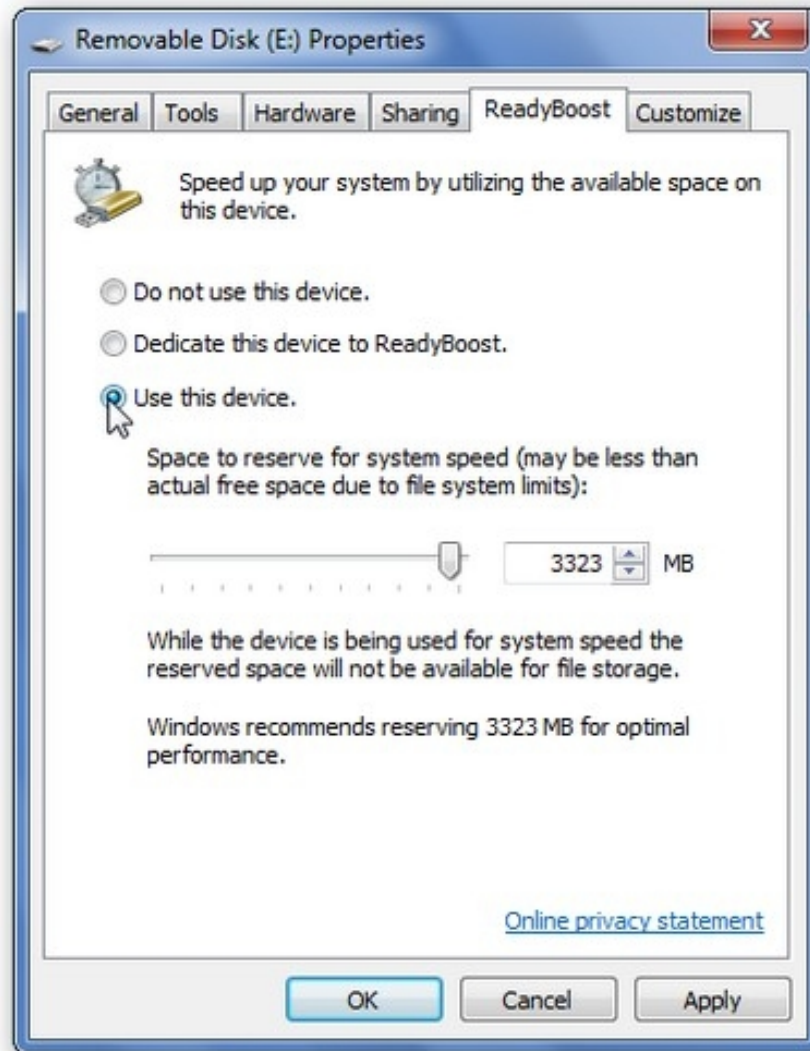 Removable Disk (E:) Properties
General Tools Hardware Sharing ReadyBoost Customize
Speed up your system by utilizing the available space on
this device.
Do not use this device.
Dedicate this device to ReadyBoost.
Use this device.
Space to reserve for system speed (may be less than
actual free space due to file system limits):
3323 MB
While the device is being used for system speed the
reserved space will not be available for file storage.
Windows recommends reserving 3323 MB for optimal
performance.
Online privacy statement
OK Cancel Apply